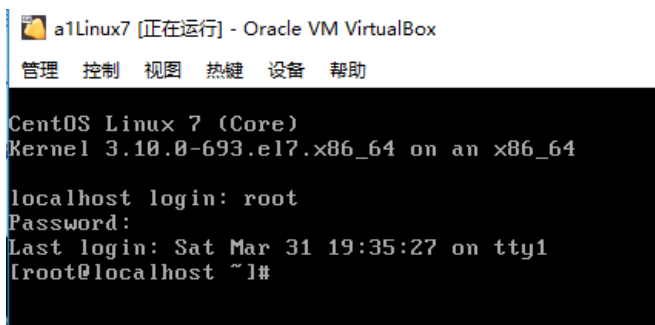 a1Linux7 [正在运行] - Oracle VM VirtualBox
管理 控制 视图 热键 设备 帮助
CentOS Linux 7 (Core)
Kernel 3.10.0-693.el7.x86_64 on an x86_64
localhost login: root
Password:
Last login: Sat Mar 31 19:35:27 on tty1
[root@localhost ~]#